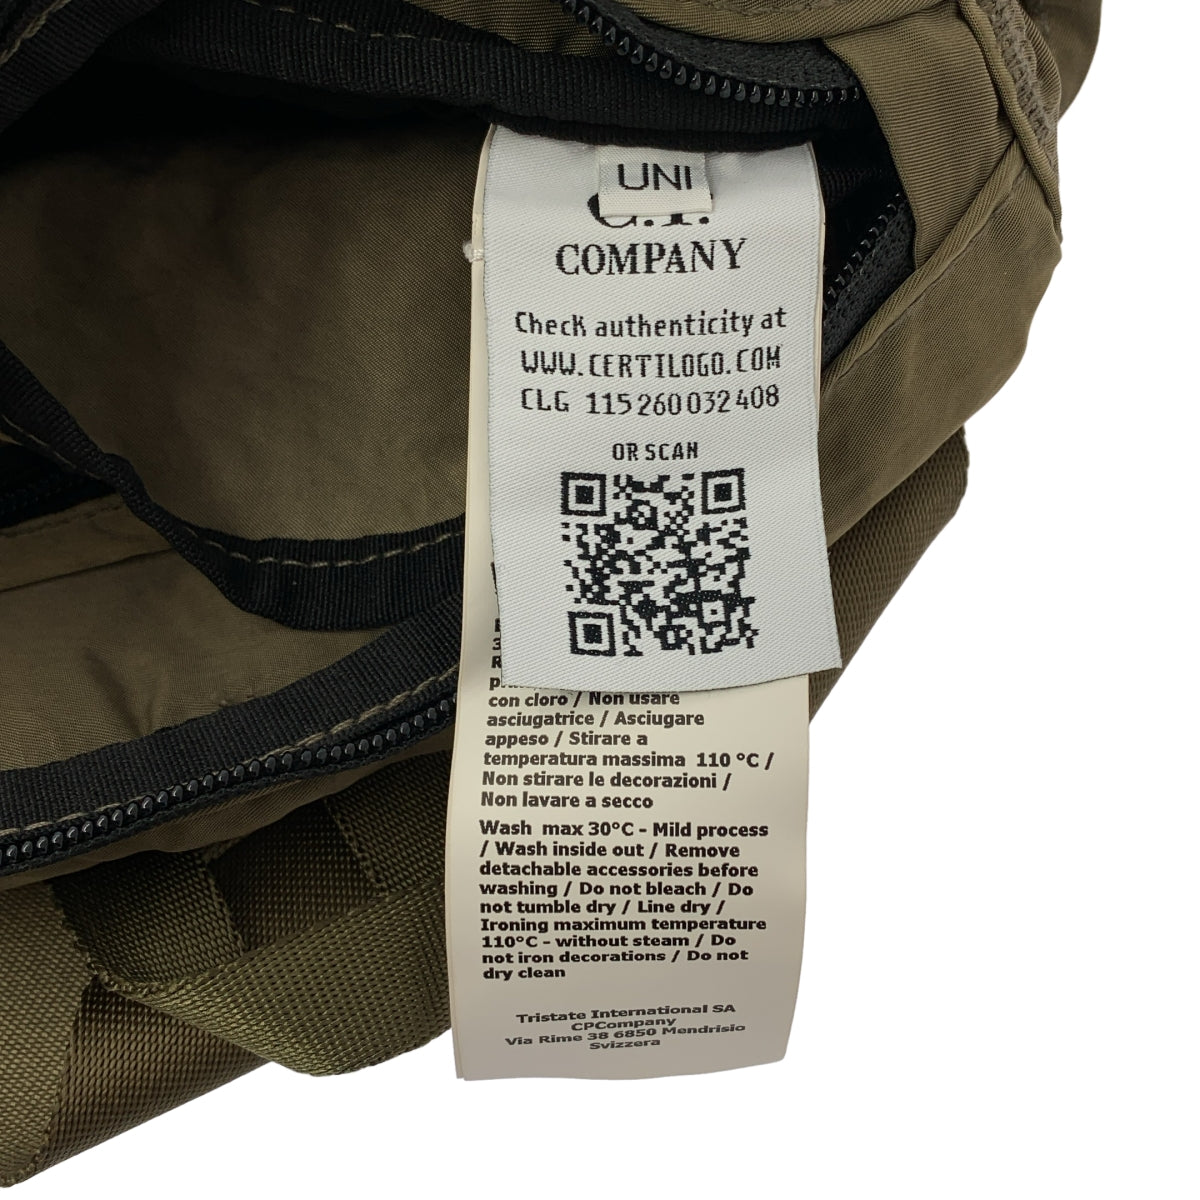 UNI
C.P.
COMPANY
Check authenticity at
WWW.CERTILOGO.COM
CLG 115260032408
OR SCAN
con cloro / Non usare
asciugatrice / Asciugare
appeso / Stirare a
temperatura massima 110 °C /
Non stirare le decorazioni /
Non lavare a secco
Wash max 30°C - Mild process
/ Wash inside out / Remove
detachable accessories before
washing / Do not bleach / Do
not tumble dry / Line dry /
Ironing maximum temperature
110°C - without steam / Do
not iron decorations / Do not
dry clean
Tristate International SA
CPCompany
Via Rime 38 6850 Mendrisio
Svizzera